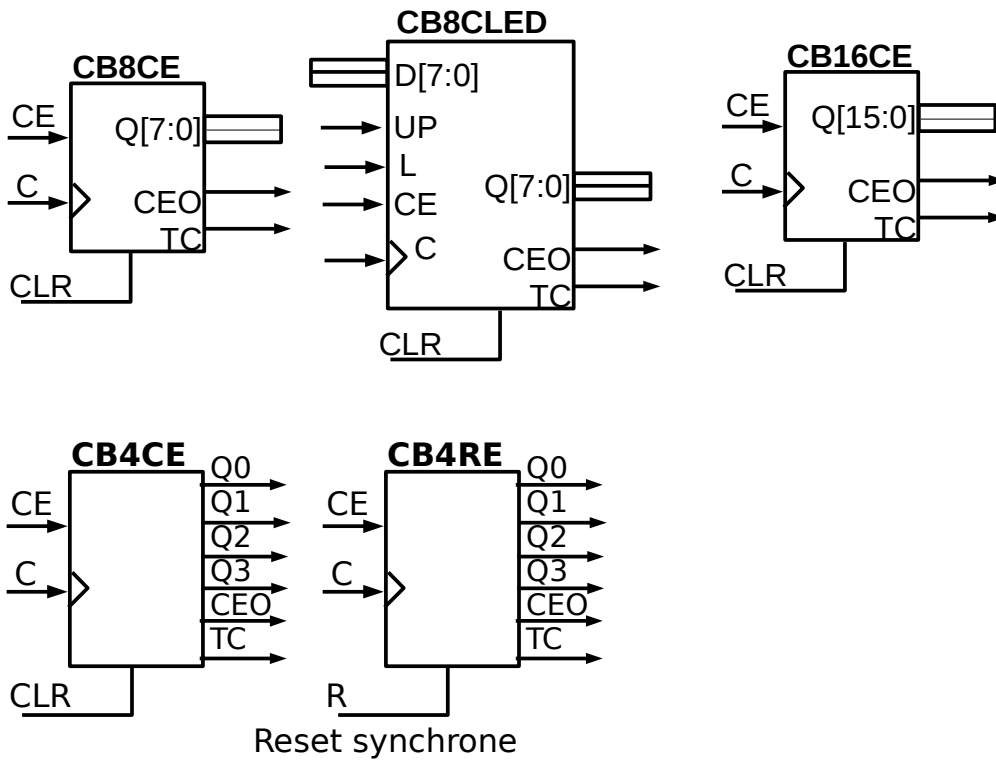 CB8CE
CE
Q[7:0]
C
CEO
TC
CLR
CB8CLED
D[7:0]
UP
L
Q[7:0]
CE
C
CEO
TC
CLR
CB16CE
CE
Q[15:0]
C
CEO
TC
CLR
CB4CE
Q0
CE
Q1
Q2
C
Q3
CEO
TC
CLR
CB4RE
Q0
CE
Q1
Q2
C
Q3
CEO
TC
R
Reset synchrone